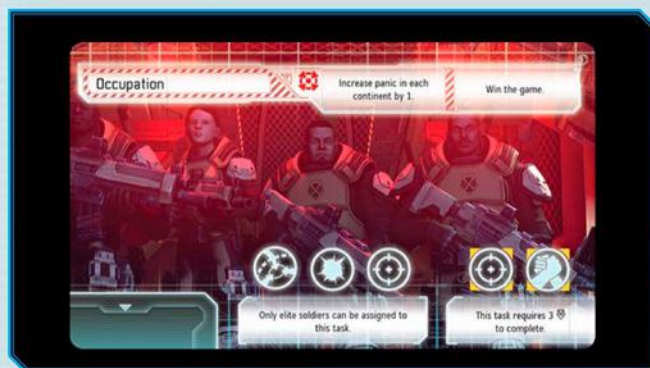 Occupation
Increase panic in each
continent by 1.
Win the game.
Only elite soldiers can be assigned to
this task.
This task requires 3
to complete.